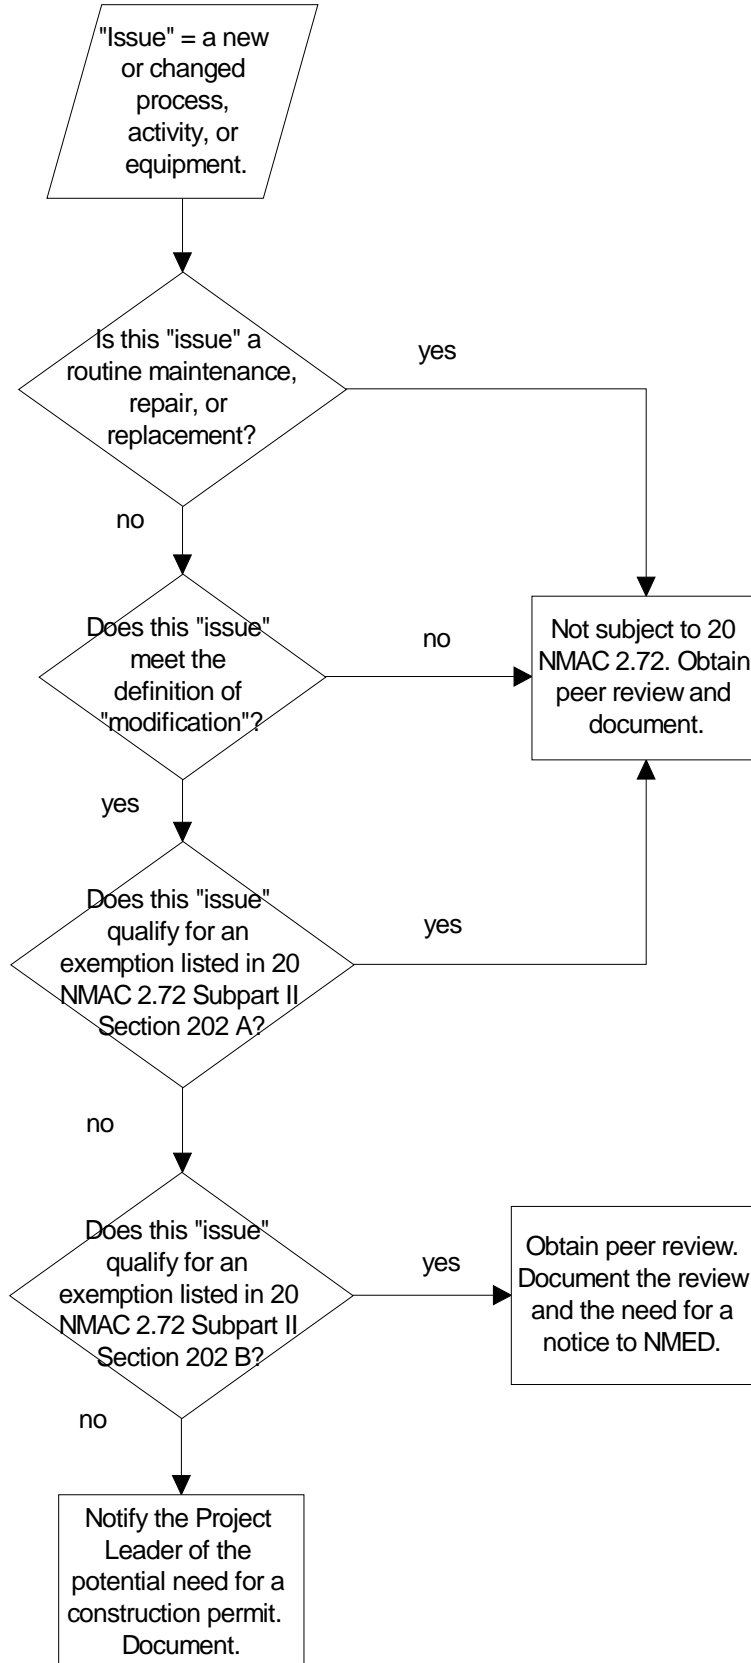 "Issue" = a new
or changed
process,
activity, or
equipment.
Is this "issue" a
routine maintenance,
repair, or
replacement?
yes
no
Does this "issue"
meet the
definition of
"modification"?
no
Not subject to 20
NMAC 2.72. Obtain
peer review and
document.
yes
Does this "issue"
qualify for an
exemption listed in 20
NMAC 2.72 Subpart II
Section 202 A?
yes
no
Does this "issue"
qualify for an
exemption listed in 20
NMAC 2.72 Subpart II
Section 202 B?
yes
Obtain peer review.
Document the review
and the need for a
notice to NMED.
no
Notify the Project
Leader of the
potential need for a
construction permit.
Document.